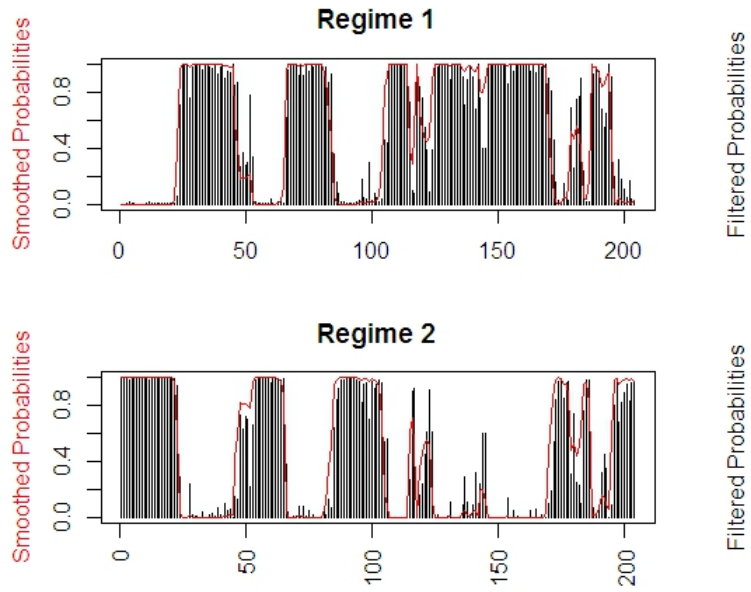 Regime 1
Smoothed Probabilities
0.0 0.4 0.8
0 50 100 150 200
Filtered Probabilities
Regime 2
Smoothed Probabilities
0.0 0.4 0.8
0 50 100 150 200
Filtered Probabilities